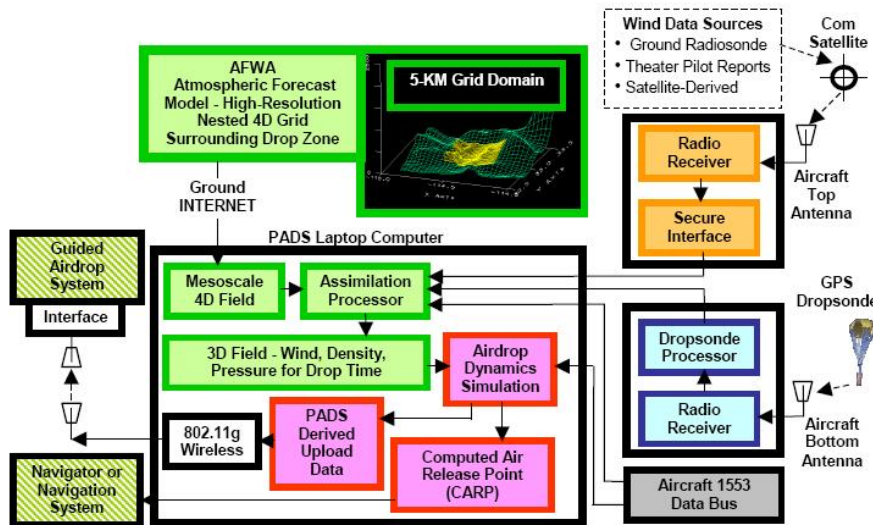 Wind Data Sources
• Ground Radiosonde
• Theater Pilot Reports
• Satellite-Derived
Com
Satellite
AFWA
Atmospheric Forecast
Model - High-Resolution
Nested 4D Grid
Surrounding Drop Zone
5-KM Grid Domain
X Axis
Radio
Receiver
Secure
Interface
Aircraft
Top
Antenna
Ground
INTERNET
PADS Laptop Computer
Guided
Airdrop
System
Interface
Mesoscale
4D Field
Assimilation
Processor
GPS
Dropsonde
Dropsonde
Processor
Radio
Receiver
Aircraft
Bottom
Antenna
3D Field - Wind, Density,
Pressure for Drop Time
Airdrop
Dynamics
Simulation
802.11g
Wireless
PADS
Derived
Upload
Data
Computed Air
Release Point
(CARP)
Navigator or
Navigation
System
Aircraft 1553
Data Bus